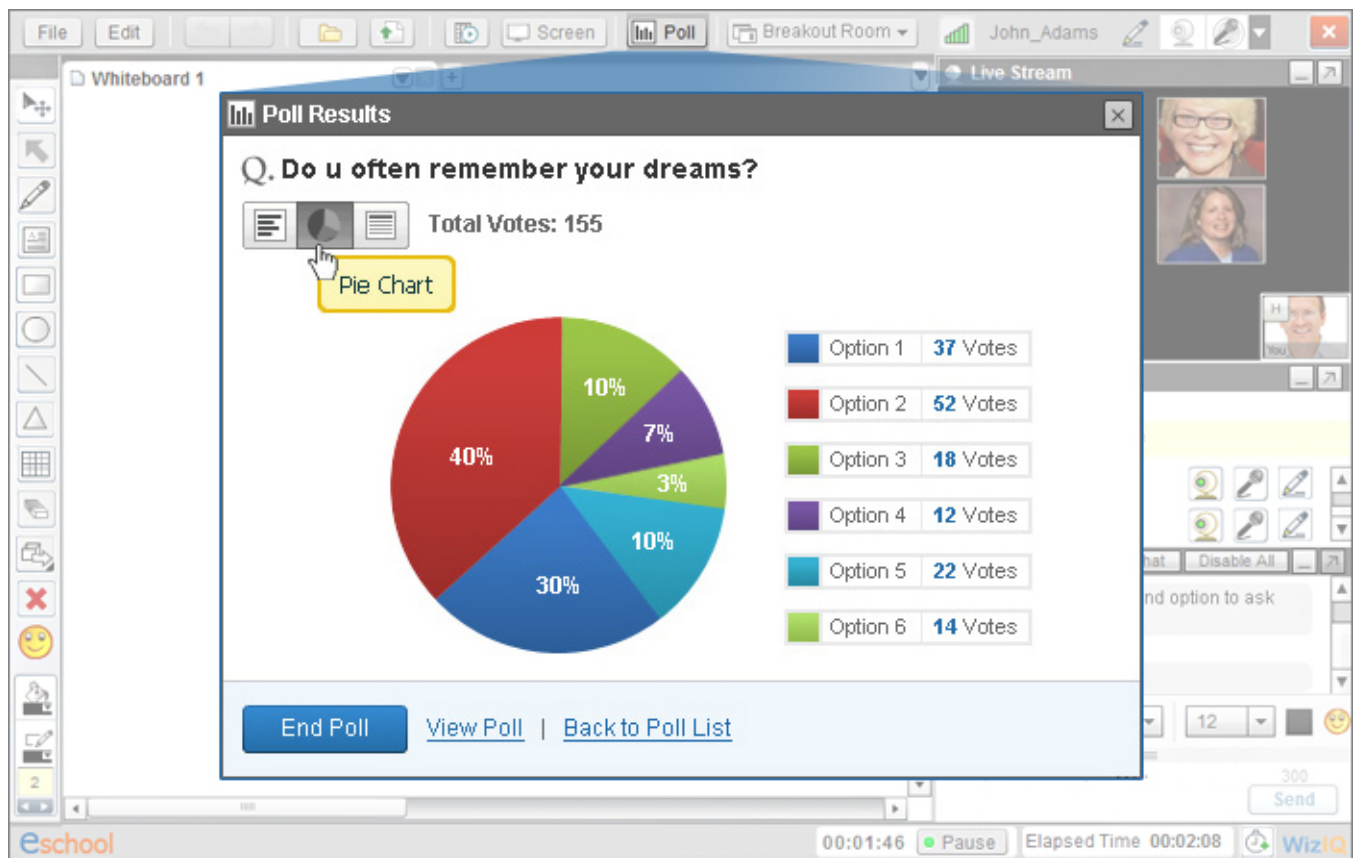 File Edit Screen Poll Breakout Room John_Adams
Whiteboard 1
Live Stream
Poll Results
Q. Do u often remember your dreams?
Total Votes: 155
Pie Chart
H
You
10%
7%
40%
3%
10%
30%
Option 1 37 Votes
Option 2 52 Votes
Option 3 18 Votes
Option 4 12 Votes
Option 5 22 Votes
Option 6 14 Votes
Disable All
nd option to ask
End Poll View Poll | Back to Poll List
12
2
300
Send
eschool
00:01:46 Pause Elapsed Time 00:02:08 WizIQ